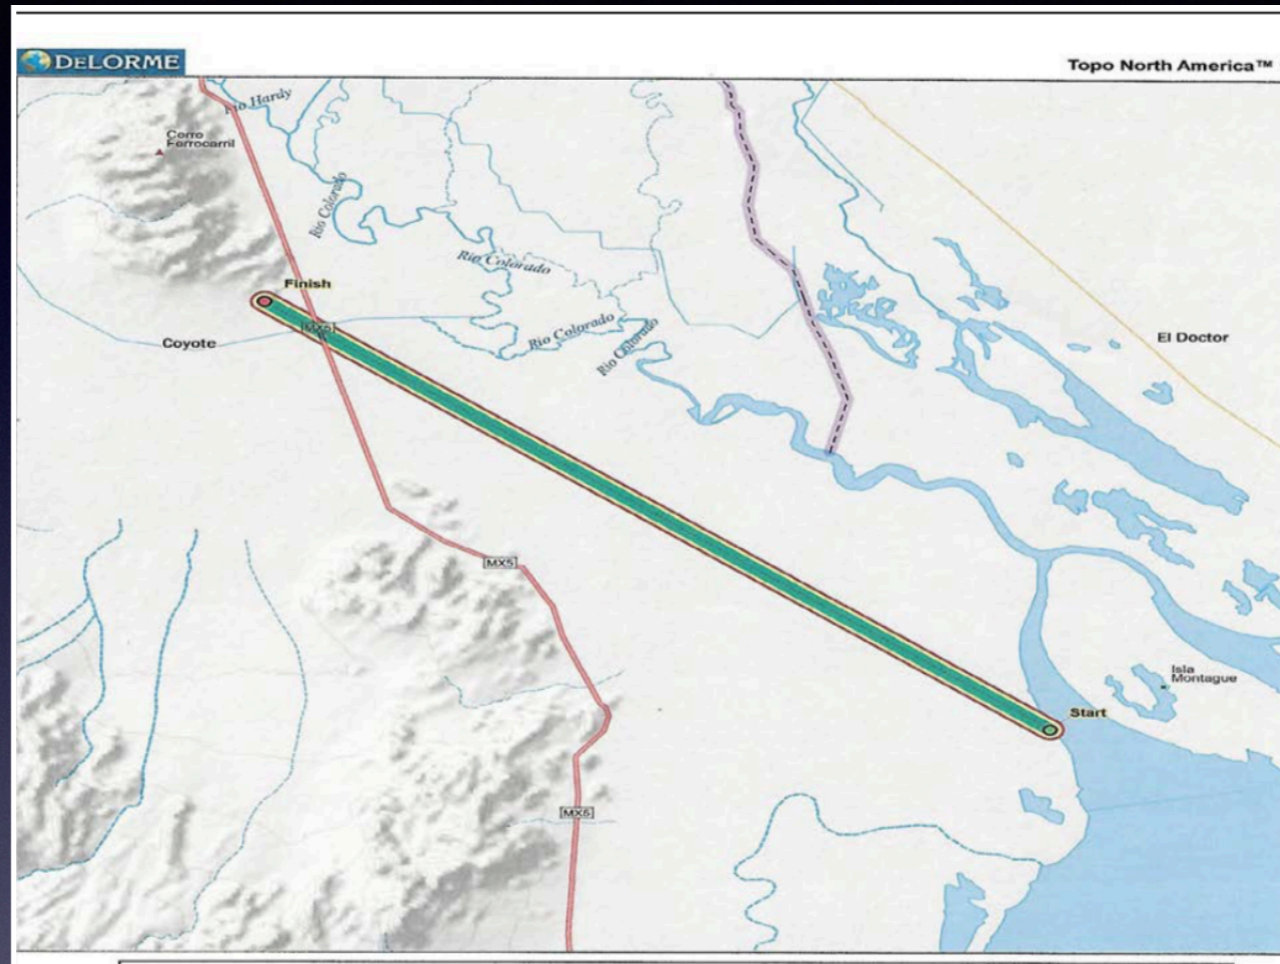 DELORME
Topo North America™
Rio Hardy
Cerro
Ferrocarril
Rio Colorado
Rio Colorado
Finish
Rio Colorado
Rio Colorado
[MX5]
Coyote
El Doctor
[MX5]
Isla
Montague
Start
[MX5]